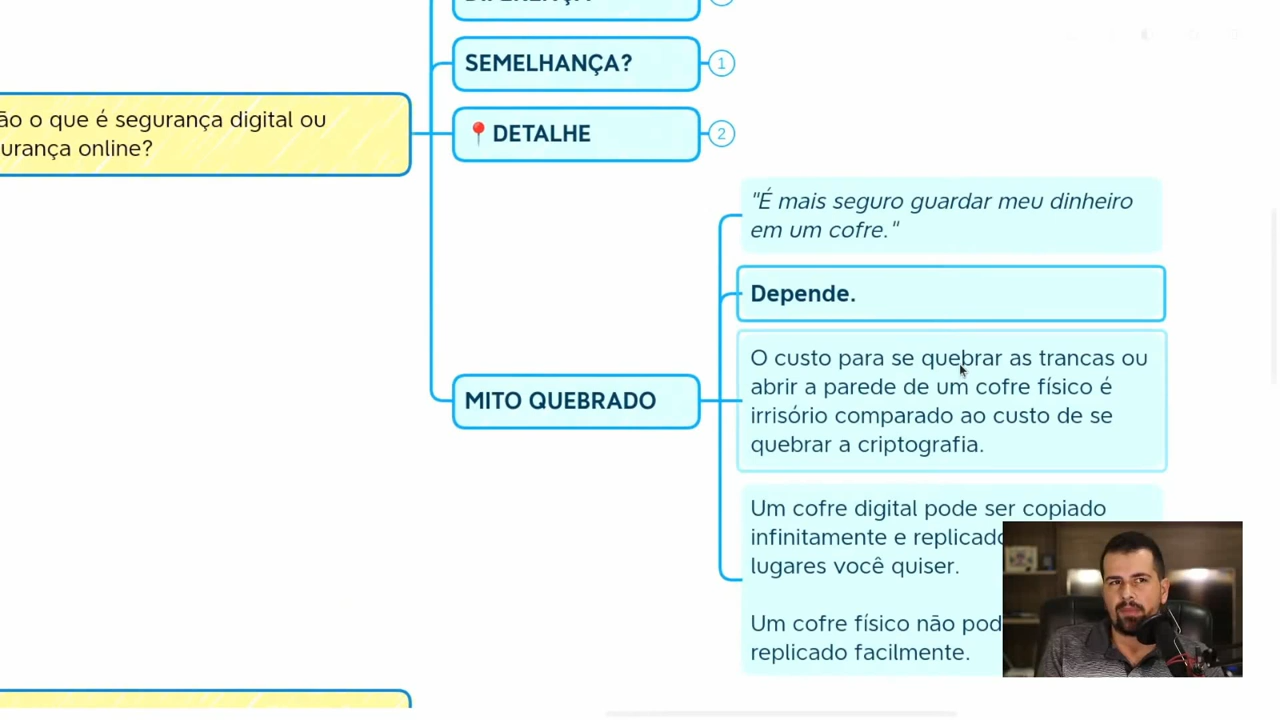 SEMELHANÇA?
1
ão o que é segurança digital ou
urança online?
📍 DETALHE
2
"É mais seguro guardar meu dinheiro
em um cofre."
Depende.
O custo para se quebrar as trancas ou
abrir a parede de um cofre físico é
irrisório comparado ao custo de se
quebrar a criptografia.
MITO QUEBRADO
Um cofre digital pode ser copiado
infinitamente e
lugares você quiser.
Um cofre físico não
replicado facilmente.